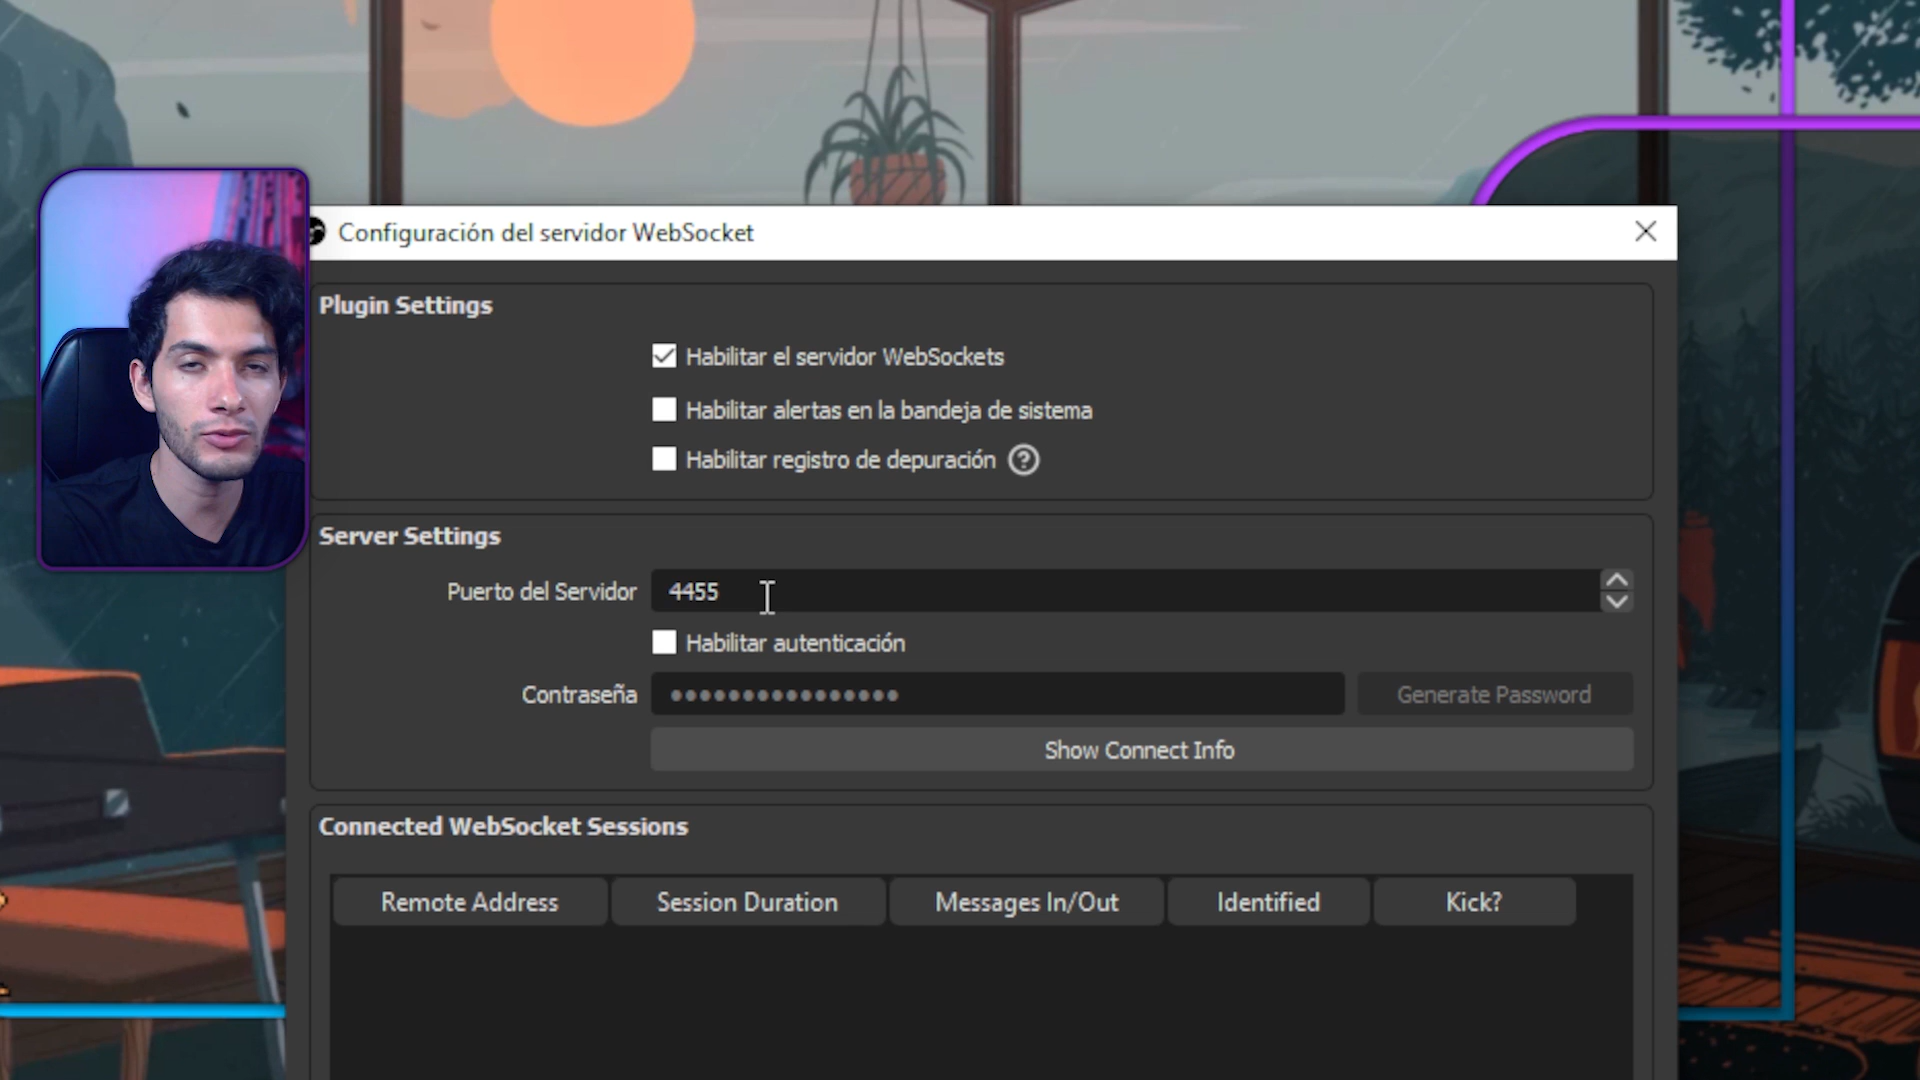 Configuración del servidor WebSocket
Plugin Settings
Habilitar el servidor WebSockets
Habilitar alertas en la bandeja de sistema
Habilitar registro de depuración ?
Server Settings
Puerto del Servidor 4455
Habilitar autenticación
Contraseña •••••••••••••••• Generate Password
Show Connect Info
Connected WebSocket Sessions
Remote Address Session Duration Messages In/Out Identified Kick?